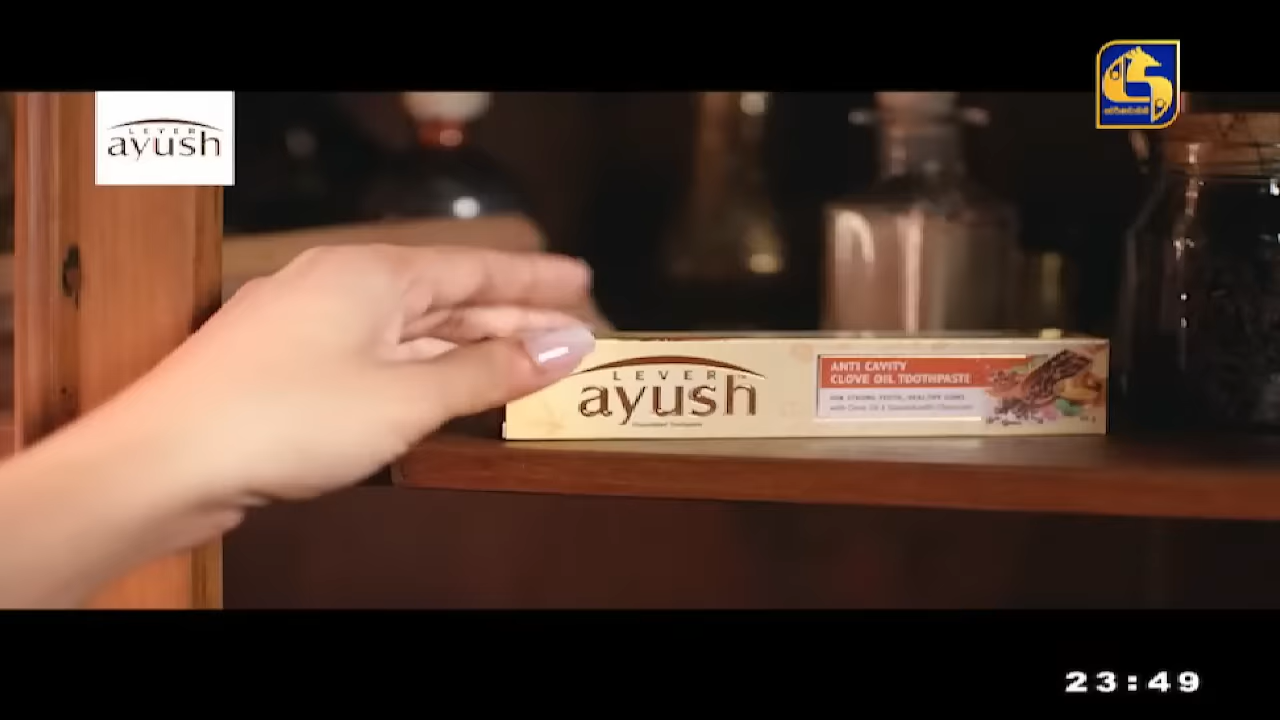 LEVER
ayush
LEVER
ayush
ANTI CAVITY
CLOVE OIL TOOTHPASTE
FOR STRONG TEETH, HEALTHY GUMS
23:49